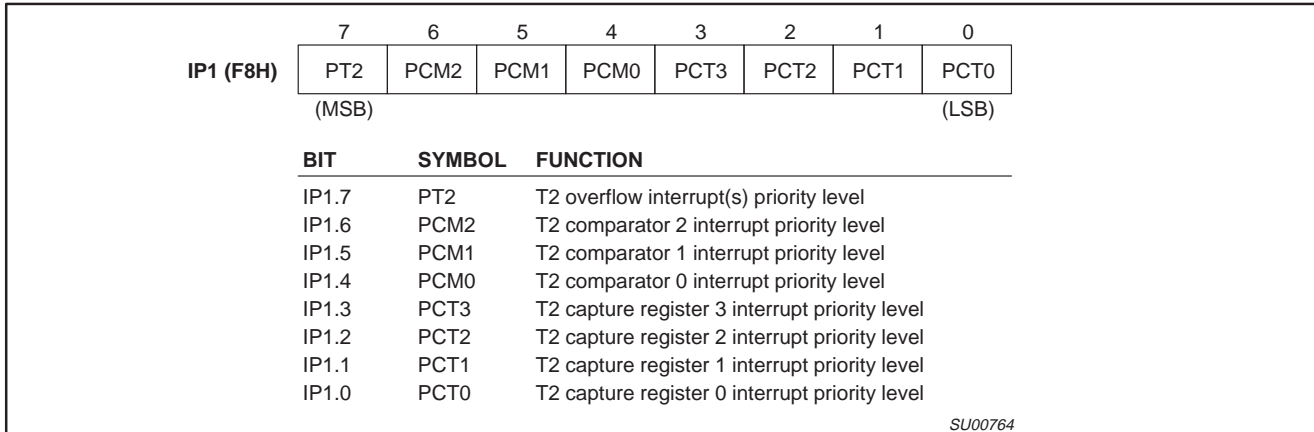 7 6 5 4 3 2 1 0
IP1 (F8H) PT2 PCM2 PCM1 PCM0 PCT3 PCT2 PCT1 PCT0
(MSB) (LSB)
BIT SYMBOL FUNCTION
IP1.7 PT2 T2 overflow interrupt(s) priority level
IP1.6 PCM2 T2 comparator 2 interrupt priority level
IP1.5 PCM1 T2 comparator 1 interrupt priority level
IP1.4 PCM0 T2 comparator 0 interrupt priority level
IP1.3 PCT3 T2 capture register 3 interrupt priority level
IP1.2 PCT2 T2 capture register 2 interrupt priority level
IP1.1 PCT1 T2 capture register 1 interrupt priority level
IP1.0 PCT0 T2 capture register 0 interrupt priority level
SU00764